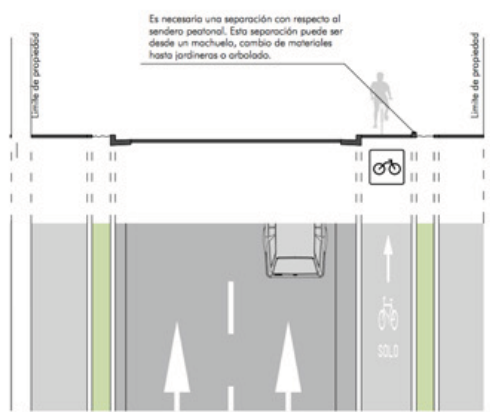 Es necesaria una separación con respecto al
sendero peatonal. Esta separación puede ser
desde un machuelo, cambio de materiales
hasta jardineras o arbolado.
Límite de propiedad
Límite de propiedad
SOLO